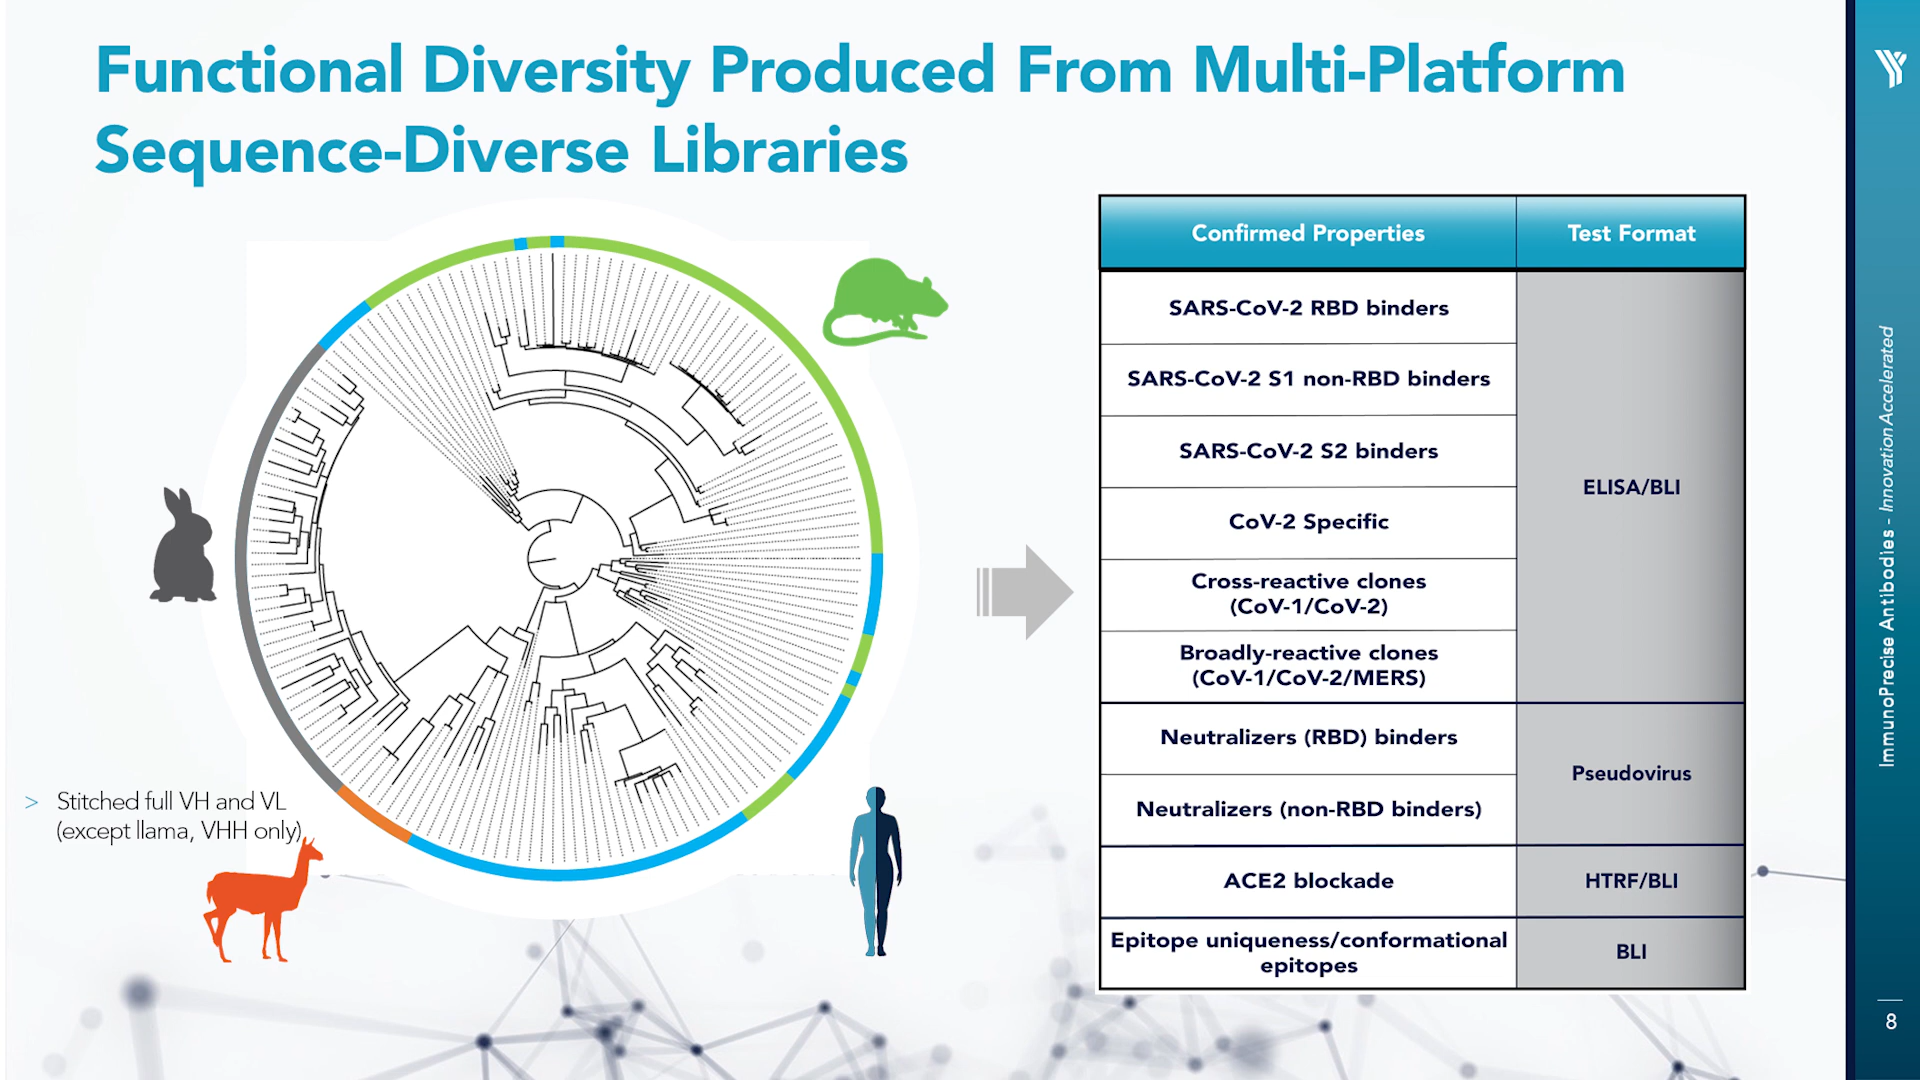 Functional Diversity Produced From Multi-Platform
Sequence-Diverse Libraries
> Stitched full VH and VL
(except llama, VHH only)
Confirmed Properties
Test Format
SARS-CoV-2 RBD binders
SARS-CoV-2 S1 non-RBD binders
SARS-CoV-2 S2 binders
CoV-2 Specific
Cross-reactive clones
(CoV-1/CoV-2)
Broadly-reactive clones
(CoV-1/CoV-2/MERS)
ELISA/BLI
Neutralizers (RBD) binders
Neutralizers (non-RBD binders)
Pseudovirus
ACE2 blockade
HTRF/BLI
Epitope uniqueness/conformational
epitopes
BLI
ImmunoPrecise Antibodies - Innovation Accelerated
8